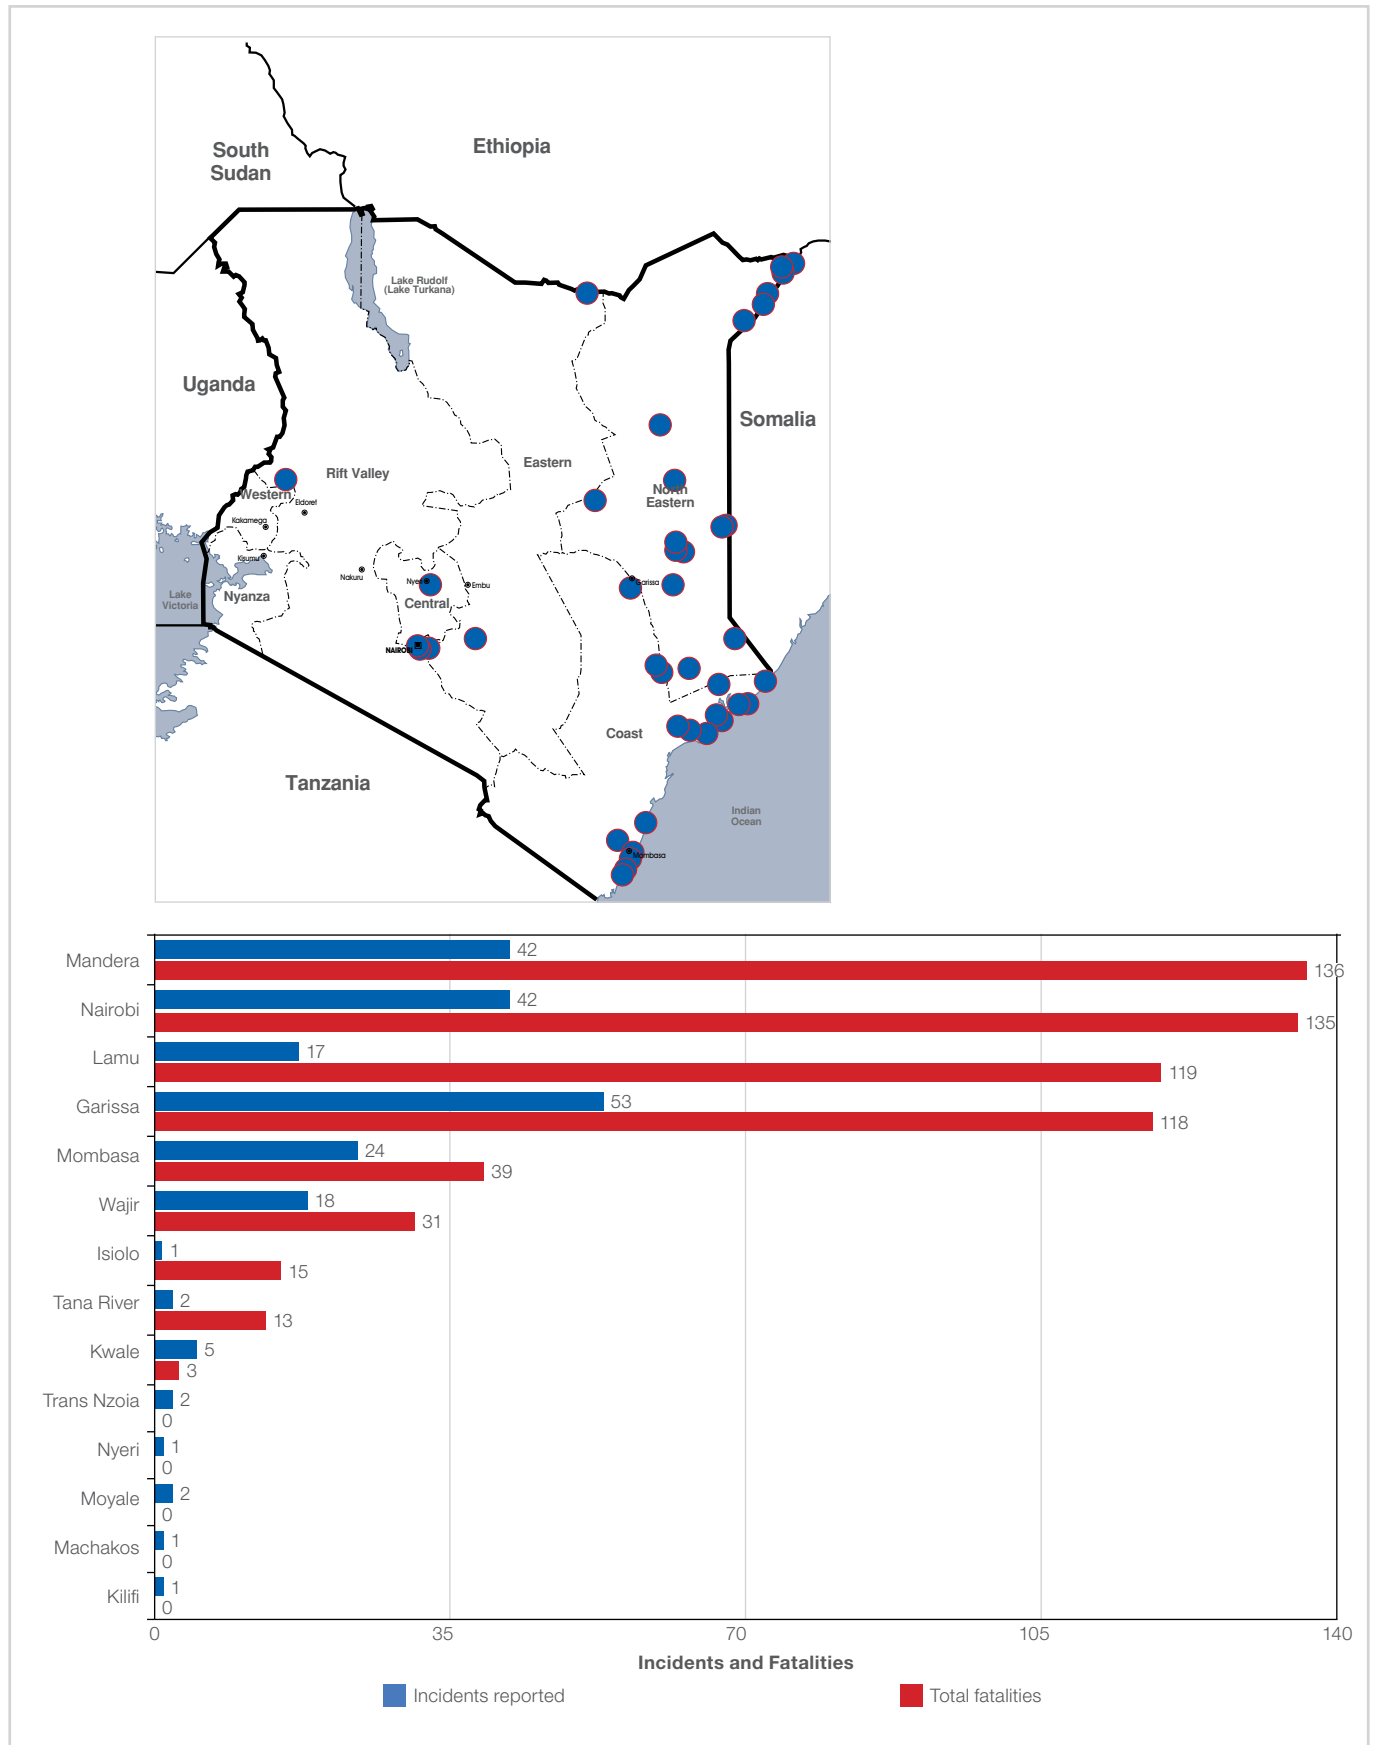 South
Sudan
Ethiopia
Lake Rudolf
(Lake Turkana)
Uganda
Somalia
Rift Valley
Eastern
Western
Eldoret
North
Eastern
Kakamega
Kisumu
Nakuru
Nyeri
Embu
Garissa
Lake
Victoria
Nyanza
Central
NAIROBI
Coast
Tanzania
Indian
Ocean
Mombasa
Mandera
42
136
Nairobi
42
135
Lamu
17
119
Garissa
53
118
Mombasa
24
39
Wajir
18
31
Isiolo
1
15
Tana River
2
13
Kwale
5
3
Trans Nzoia
2
0
Nyeri
1
0
Moyale
2
0
Machakos
1
0
Kilifi
1
0
0 35 70 105 140
Incidents and Fatalities
Incidents reported Total fatalities